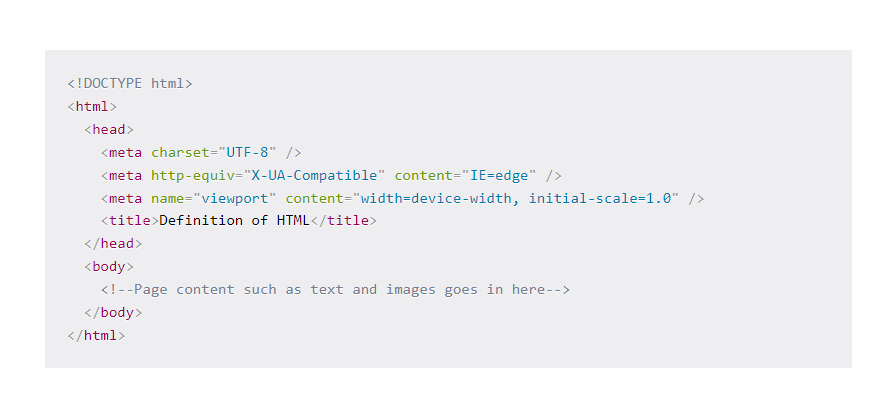 <!DOCTYPE html>
<html>
  <head>
    <meta charset="UTF-8" />
    <meta http-equiv="X-UA-Compatible" content="IE=edge" />
    <meta name="viewport" content="width=device-width, initial-scale=1.0" />
    <title>Definition of HTML</title>
  </head>
  <body>
    <!--Page content such as text and images goes in here-->
  </body>
</html>